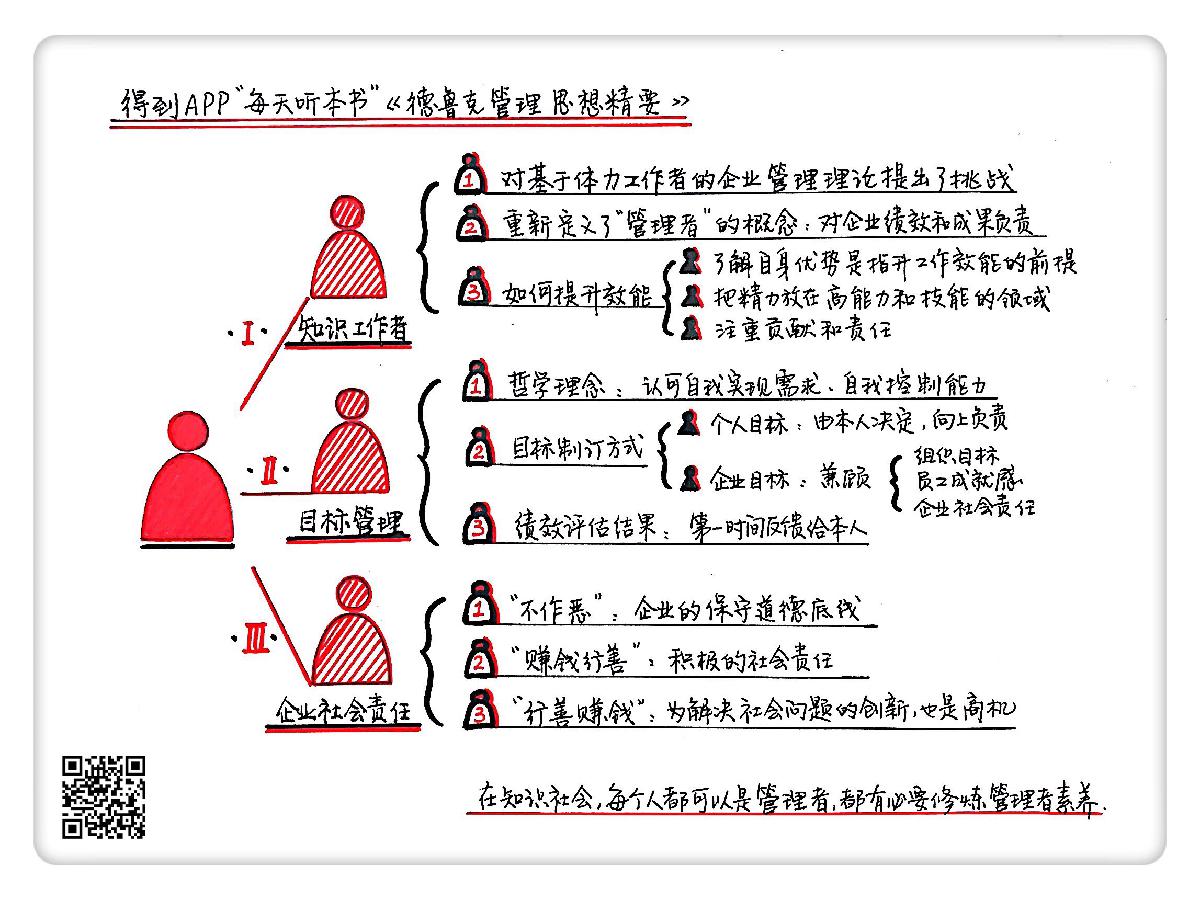 得到APP“每天听本书”《德鲁克管理思想精要》
·I·
知识工作者
1 对基于体力工作者的企业管理理论提出了挑战
2 重新定义了“管理者”的概念：对企业绩效和成果负责
3 如何提升效能
了解自身优势是指升工作效能的前提
把精力放在高能力和技能的领域
注重贡献和责任
·II·
目标管理
1 哲学理念：认可自我实现需求、自我控制能力
2 目标制订方式
个人目标：由本人决定，向上负责
企业目标：兼顾
组织目标
员工成就感
企业社会责任
3 绩效评估结果：第一时间反馈给本人
·III·
企业社会责任
1 “不作恶”：企业的保守道德底线
2 “赚钱行善”：积极的社会责任
3 “行善赚钱”：为解决社会问题的创新，也是商机
在知识社会，每个人都可以是管理者，都有必要修炼管理者素养.